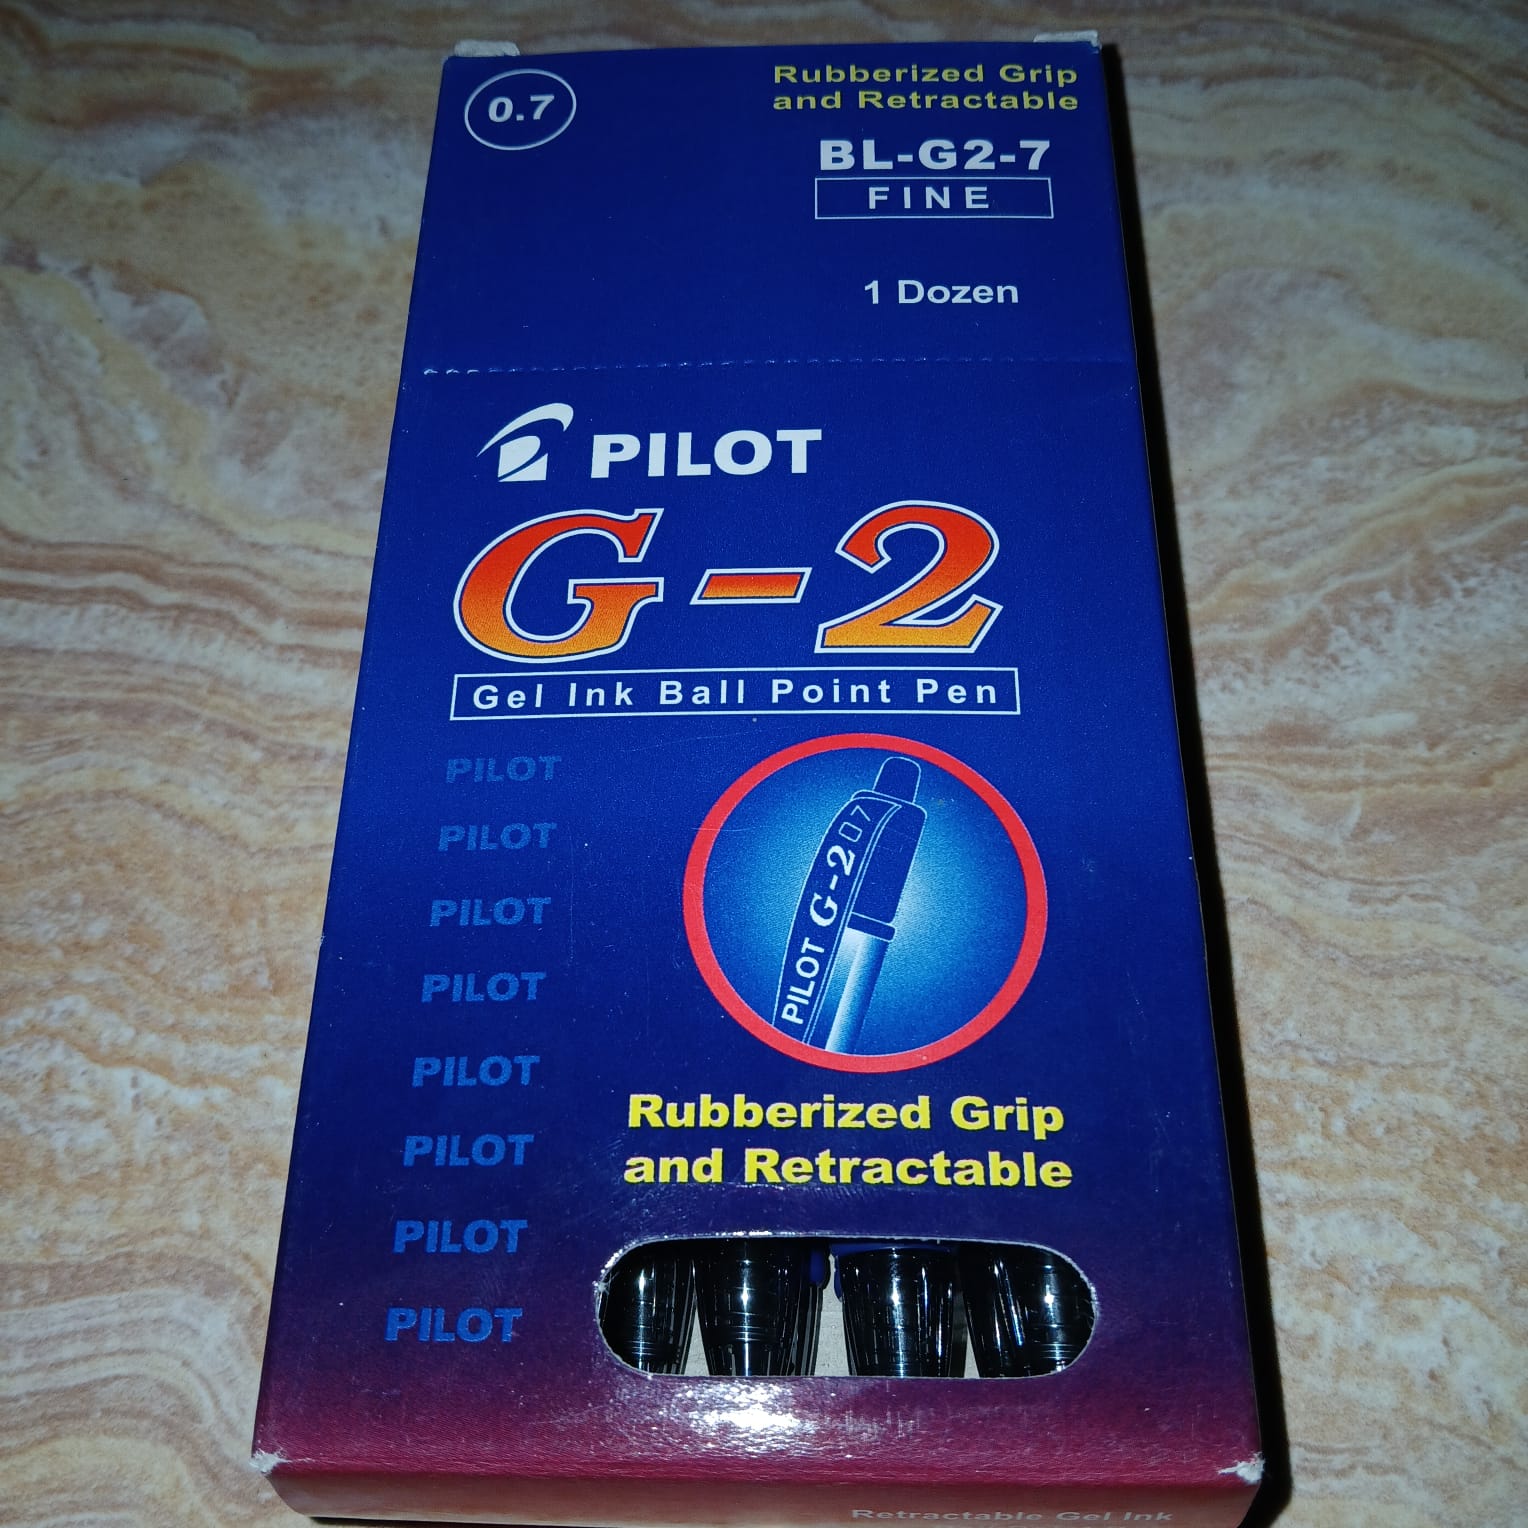 0.7
Rubberized Grip
and Retractable
BL-G2-7
FINE
1 Dozen
PILOT
G-2
Gel Ink Ball Point Pen
PILOT
PILOT
PILOT
PILOT
PILOT
PILOT
PILOT
PILOT
PILOT G-2 07
Rubberized Grip
and Retractable
Retractable Gel Ink